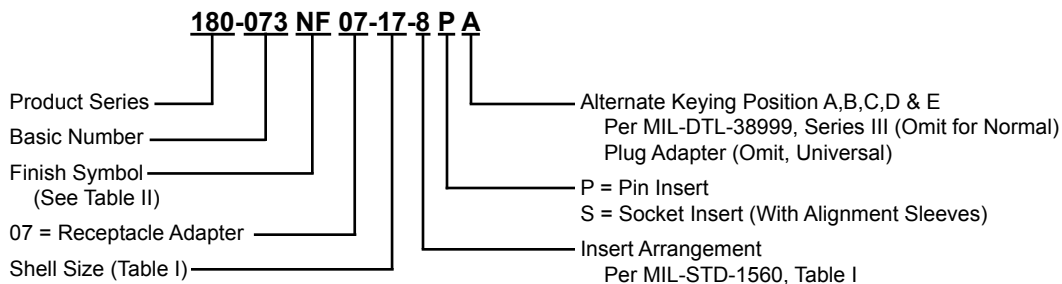 180-073 NF 07-17-8 P A
Product Series
Basic Number
Finish Symbol
(See Table II)
07 = Receptacle Adapter
Shell Size (Table I)
Alternate Keying Position A,B,C,D & E
Per MIL-DTL-38999, Series III (Omit for Normal)
Plug Adapter (Omit, Universal)
P = Pin Insert
S = Socket Insert (With Alignment Sleeves)
Insert Arrangement
Per MIL-STD-1560, Table I